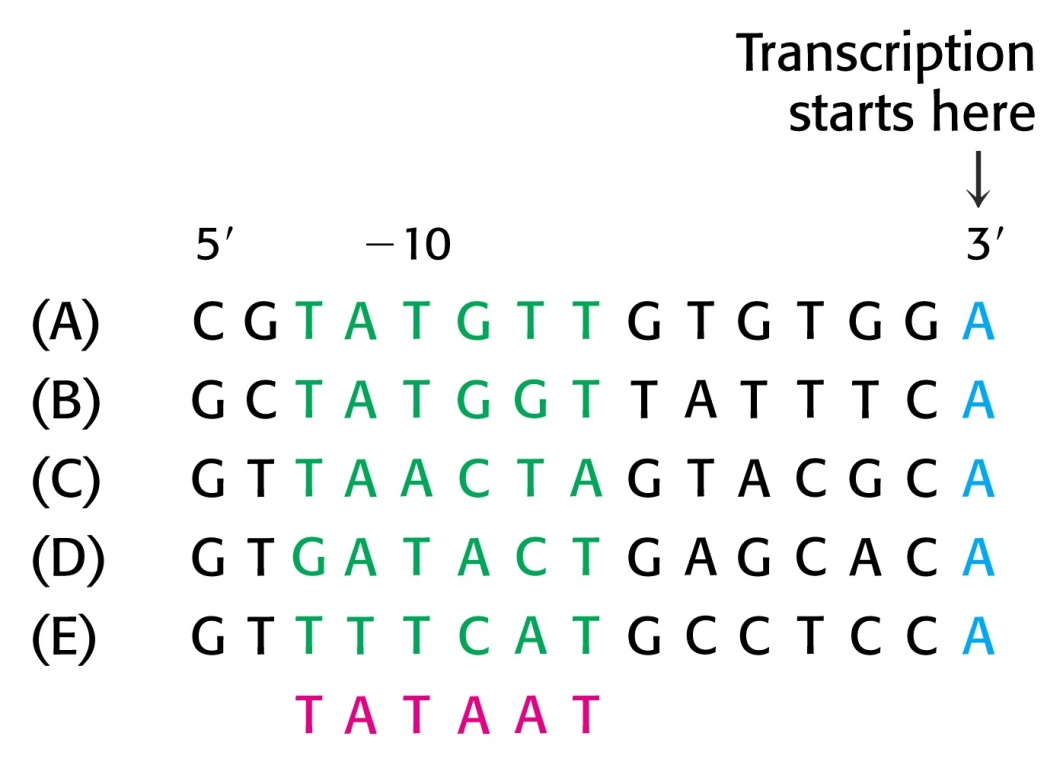 Transcription
starts here
↓
5′ −10 3′
(A) C G T A T G T T G T G T G G A
(B) G C T A T G G T T A T T T C A
(C) G T T A A C T A G T A C G C A
(D) G T G A T A C T G A G C A C A
(E) G T T T T C A T G C C T C C A
T A T A A T